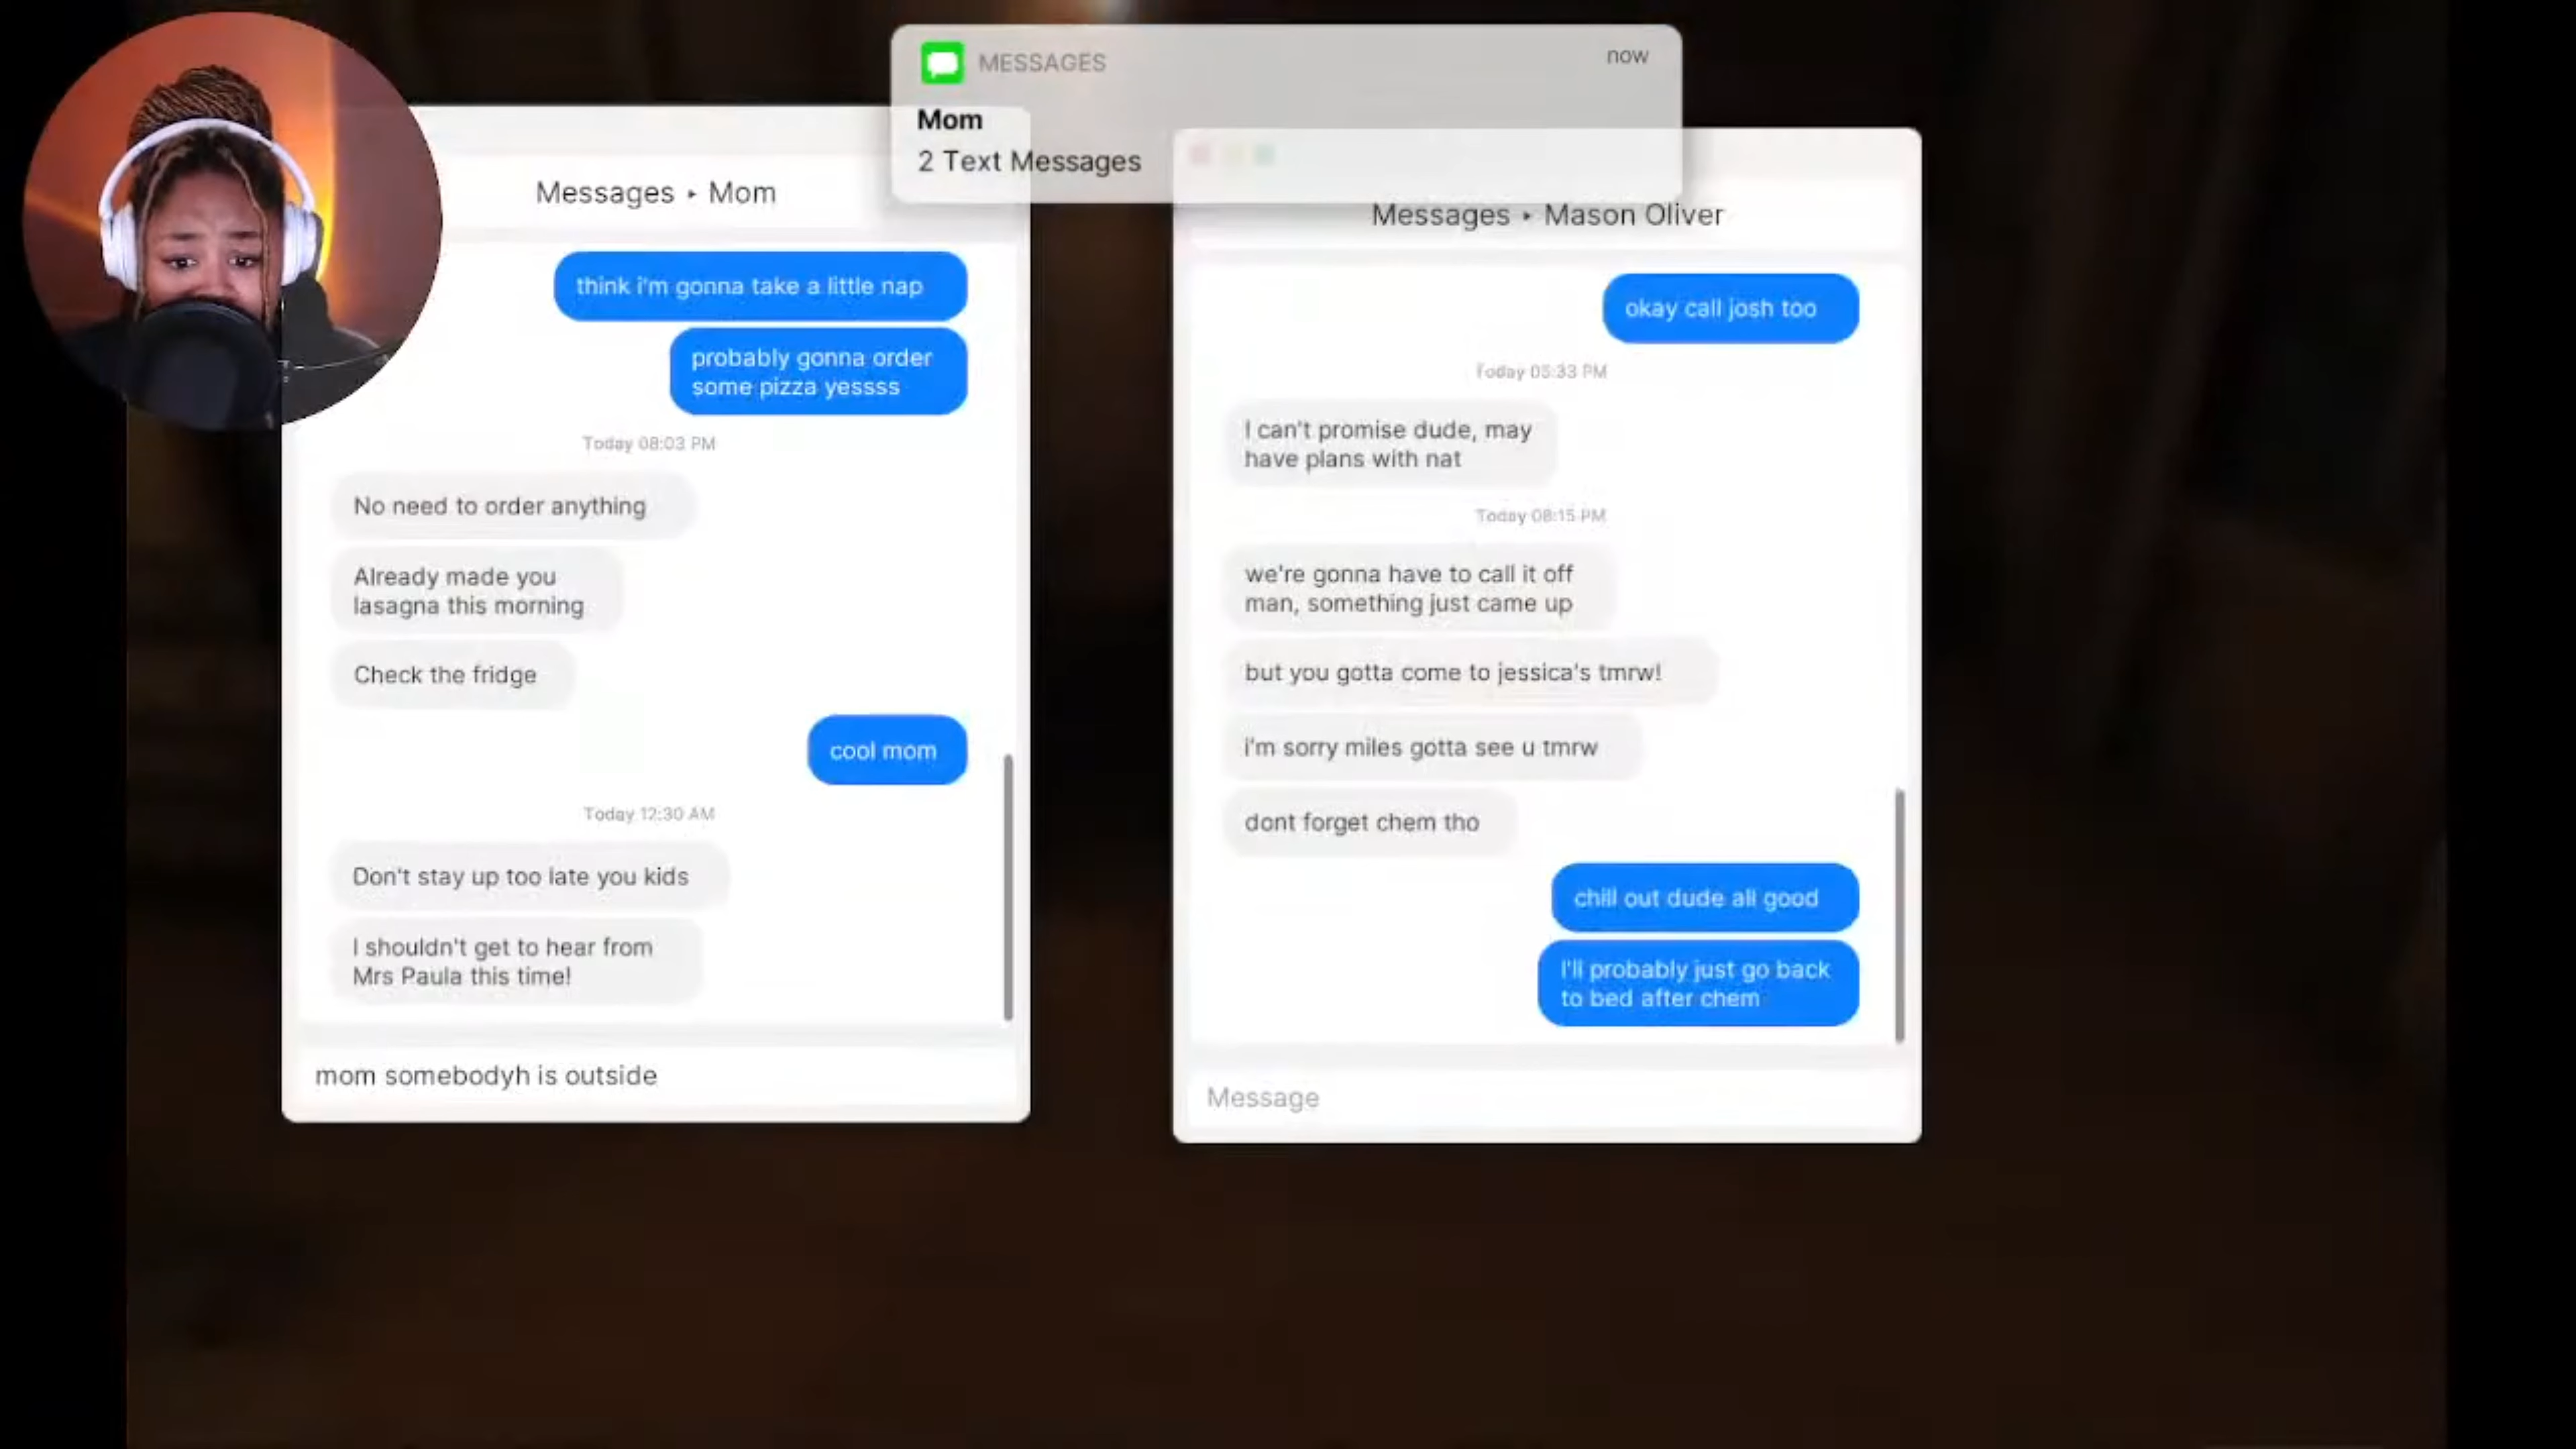 MESSAGES
now
Mom
2 Text Messages
Messages ‣ Mom
think i'm gonna take a little nap
probably gonna order
some pizza yessss
Today 08:03 PM
No need to order anything
Already made you
lasagna this morning
Check the fridge
cool mom
Today 12:30 AM
Don't stay up too late you kids
I shouldn't get to hear from
Mrs Paula this time!
mom somebodyh is outside
Messages ‣ Mason Oliver
okay call josh too
Today 05:33 PM
I can't promise dude, may
have plans with nat
Today 08:15 PM
we're gonna have to call it off
man, something just came up
but you gotta come to jessica's tmrw!
i'm sorry miles gotta see u tmrw
dont forget chem tho
chill out dude all good
I'll probably just go back
to bed after chem
Message